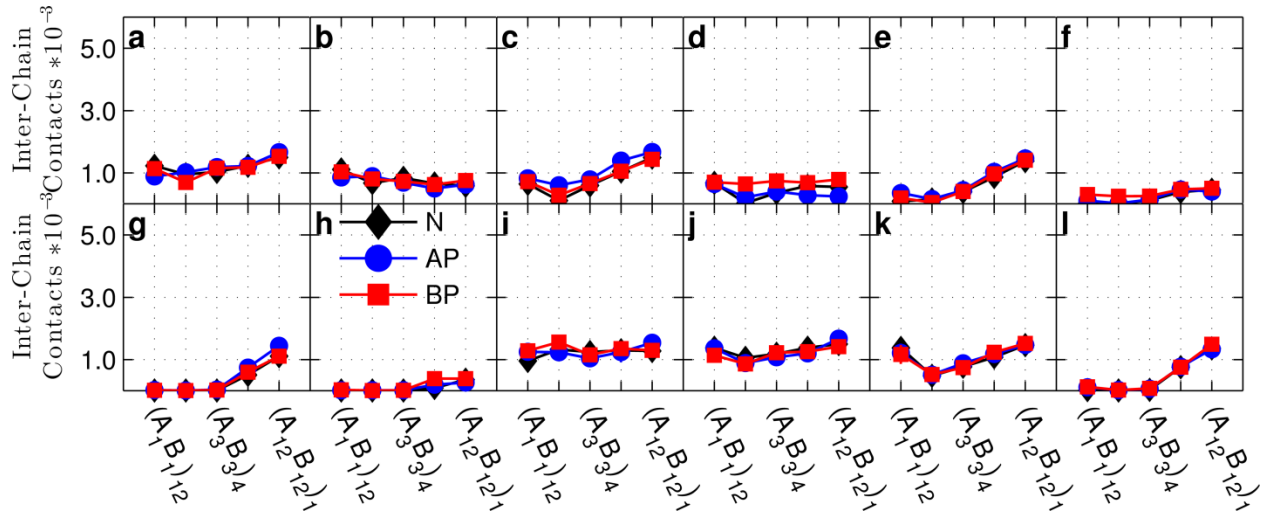 Inter-Chain
Contacts *10⁻³
5.0
3.0
1.0
a
b
c
d
e
f
Inter-Chain
Contacts *10⁻³
5.0
3.0
1.0
g
h
i
j
k
l
N
AP
BP
(A₁B₁)₁₂
(A₃B₃)₄
(A₁₂B₁₂)₁
(A₁B₁)₁₂
(A₃B₃)₄
(A₁₂B₁₂)₁
(A₁B₁)₁₂
(A₃B₃)₄
(A₁₂B₁₂)₁
(A₁B₁)₁₂
(A₃B₃)₄
(A₁₂B₁₂)₁
(A₁B₁)₁₂
(A₃B₃)₄
(A₁₂B₁₂)₁
(A₁B₁)₁₂
(A₃B₃)₄
(A₁₂B₁₂)₁